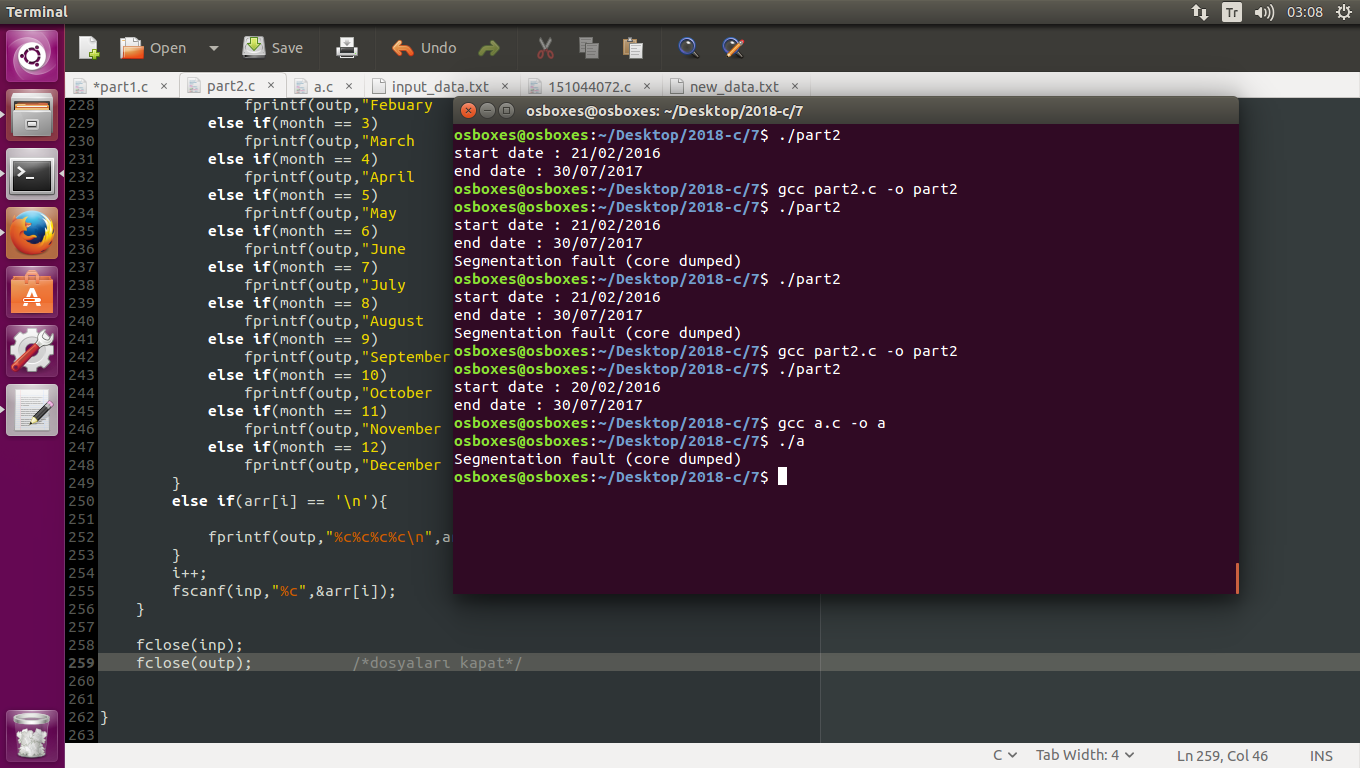 Terminal
Tr
03:08
Open
Save
Undo
*part1.c ×
part2.c ×
a.c ×
input_data.txt ×
151044072.c ×
new_data.txt ×
228 fprintf(outp,"Febuary
229 else if(month == 3)
230 fprintf(outp,"March
231 else if(month == 4)
232 fprintf(outp,"April
233 else if(month == 5)
234 fprintf(outp,"May
235 else if(month == 6)
236 fprintf(outp,"June
237 else if(month == 7)
238 fprintf(outp,"July
239 else if(month == 8)
240 fprintf(outp,"August
241 else if(month == 9)
242 fprintf(outp,"September
243 else if(month == 10)
244 fprintf(outp,"October
245 else if(month == 11)
246 fprintf(outp,"November
247 else if(month == 12)
248 fprintf(outp,"December
249 }
250 else if(arr[i] == '\n'){
251
252 fprintf(outp,"%c%c%c%c\n",a
253 }
254 i++;
255 fscanf(inp,"%c",&arr[i]);
256 }
257
258 fclose(inp);
259 fclose(outp); /*dosyaları kapat*/
260
261
262 }
263
osboxes@osboxes: ~/Desktop/2018-c/7
osboxes@osboxes:~/Desktop/2018-c/7$ ./part2
start date : 21/02/2016
end date : 30/07/2017
osboxes@osboxes:~/Desktop/2018-c/7$ gcc part2.c -o part2
osboxes@osboxes:~/Desktop/2018-c/7$ ./part2
start date : 21/02/2016
end date : 30/07/2017
Segmentation fault (core dumped)
osboxes@osboxes:~/Desktop/2018-c/7$ ./part2
start date : 21/02/2016
end date : 30/07/2017
Segmentation fault (core dumped)
osboxes@osboxes:~/Desktop/2018-c/7$ gcc part2.c -o part2
osboxes@osboxes:~/Desktop/2018-c/7$ ./part2
start date : 20/02/2016
end date : 30/07/2017
osboxes@osboxes:~/Desktop/2018-c/7$ gcc a.c -o a
osboxes@osboxes:~/Desktop/2018-c/7$ ./a
Segmentation fault (core dumped)
osboxes@osboxes:~/Desktop/2018-c/7$
C
Tab Width: 4
Ln 259, Col 46
INS